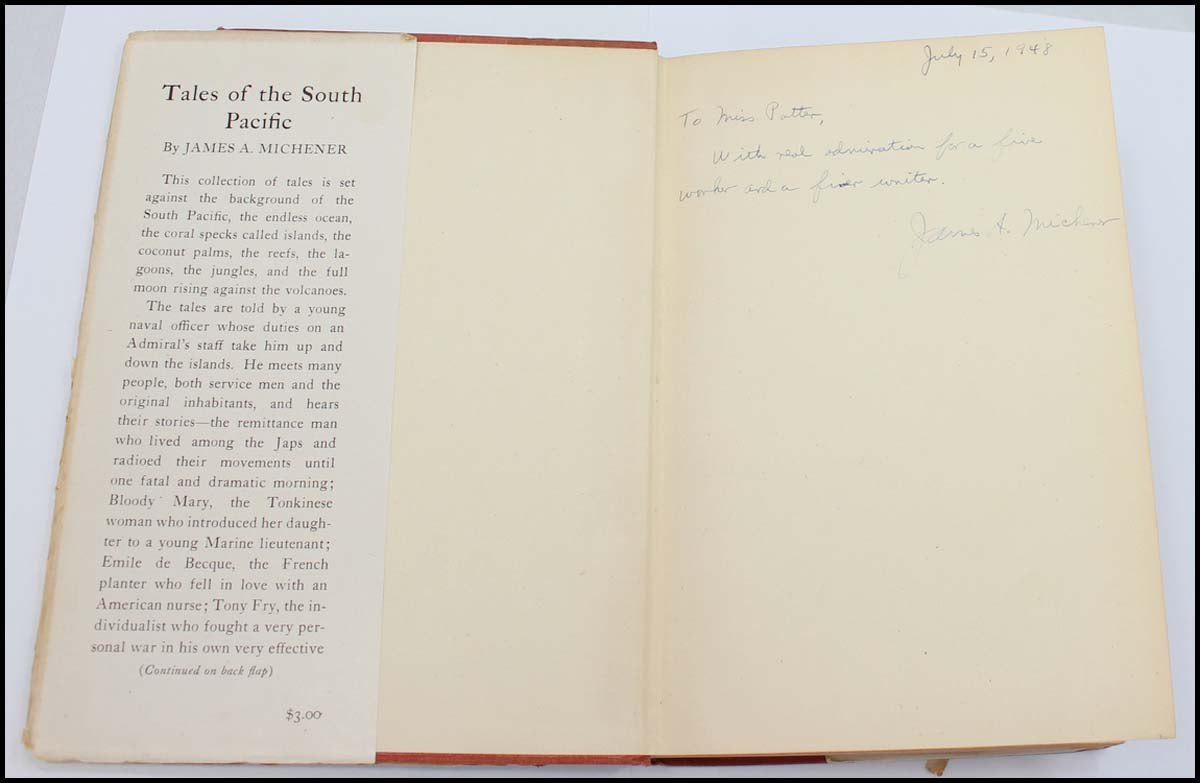 Tales of the South
Pacific
By JAMES A. MICHENER
This collection of tales is set
against the background of the
South Pacific, the endless ocean,
the coral specks called islands, the
coconut palms, the reefs, the la-
goons, the jungles, and the full
moon rising against the volcanoes.
The tales are told by a young
naval officer whose duties on an
Admiral's staff take him up and
down the islands. He meets many
people, both service men and the
original inhabitants, and hears
their stories—the remittance man
who lived among the Japs and
radioed their movements until
one fatal and dramatic morning;
Bloody Mary, the Tonkinese
woman who introduced her daugh-
ter to a young Marine lieutenant;
Emile de Becque, the French
planter who fell in love with an
American nurse; Tony Fry, the in-
dividualist who fought a very per-
sonal war in his own very effective
(Continued on back flap)
$3.00
July 15, 1948
To Miss Potter,
With real admiration for a fine
worker and a finer writer.
James A. Michener